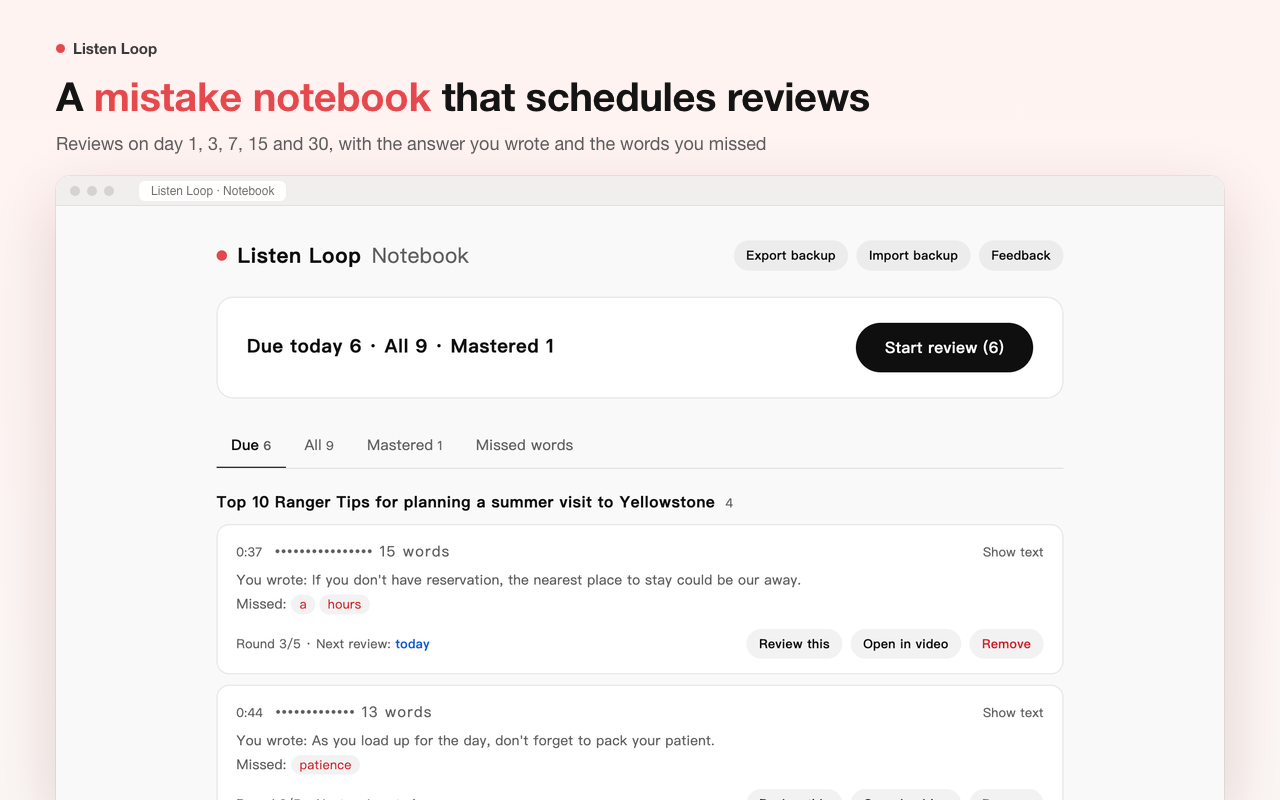 Listen Loop
A mistake notebook that schedules reviews
Reviews on day 1, 3, 7, 15 and 30, with the answer you wrote and the words you missed
Listen Loop · Notebook
Listen Loop Notebook
Export backup
Import backup
Feedback
Due today 6 · All 9 · Mastered 1
Start review (6)
Due 6
All 9
Mastered 1
Missed words
Top 10 Ranger Tips for planning a summer visit to Yellowstone 4
0:37 •••••••••••••••• 15 words
Show text
You wrote: If you don't have reservation, the nearest place to stay could be our away.
Missed: a hours
Round 3/5 · Next review: today
Review this
Open in video
Remove
0:44 ••••••••••••• 13 words
Show text
You wrote: As you load up for the day, don't forget to pack your patient.
Missed: patience